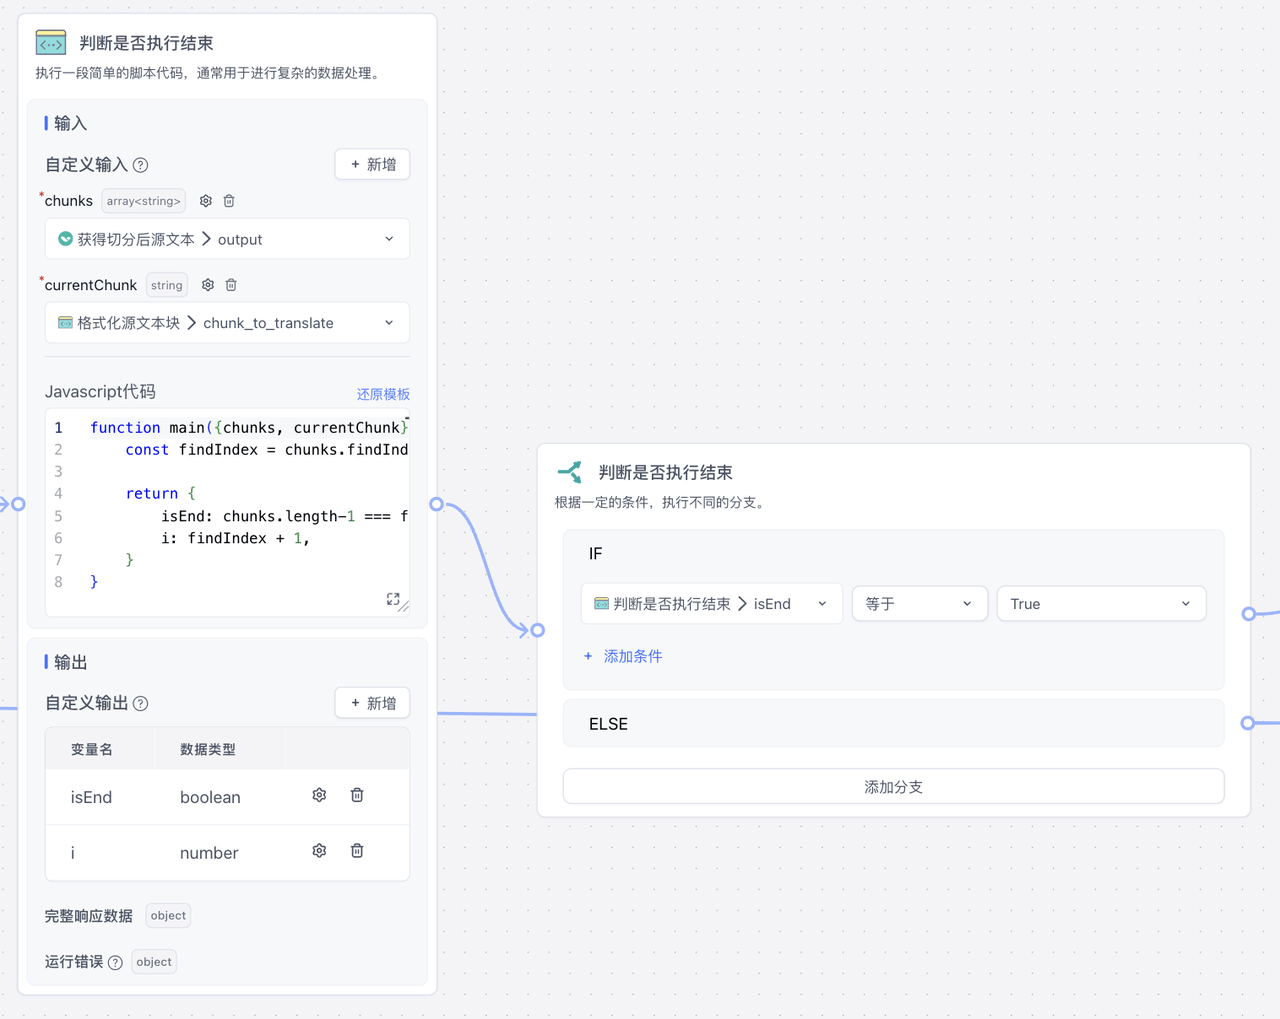 判断是否执行结束
执行一段简单的脚本代码，通常用于进行复杂的数据处理。
输入
自定义输入 ?
+ 新增
*chunks array<string>
获得切分后源文本 > output
*currentChunk string
格式化源文本块 > chunk_to_translate
Javascript代码
还原模板
1 function main({chunks, currentChunk}
2 const findIndex = chunks.findInd
3
4 return {
5 isEnd: chunks.length-1 === f
6 i: findIndex + 1,
7 }
8 }
输出
自定义输出 ?
+ 新增
变量名 数据类型
isEnd boolean
i number
完整响应数据 object
运行错误 ? object
判断是否执行结束
根据一定的条件，执行不同的分支。
IF
判断是否执行结束 > isEnd 等于 True
+ 添加条件
ELSE
添加分支